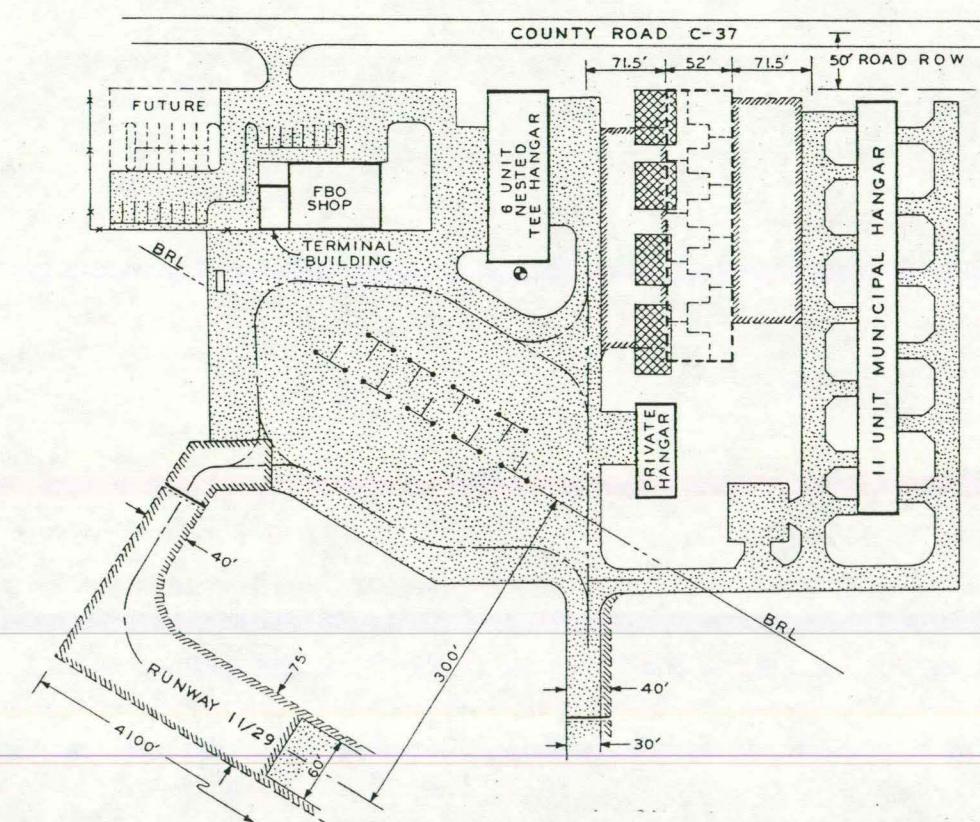 COUNTY ROAD C-37
71.5'
52'
71.5'
50' ROAD ROW
FUTURE
FBO
SHOP
TERMINAL
BUILDING
BRL
6 UNIT
NESTED
TEE HANGAR
11 UNIT MUNICIPAL HANGAR
PRIVATE
HANGAR
40'
75'
300'
BRL
RUNWAY 11/29
4100'
60'
40'
30'